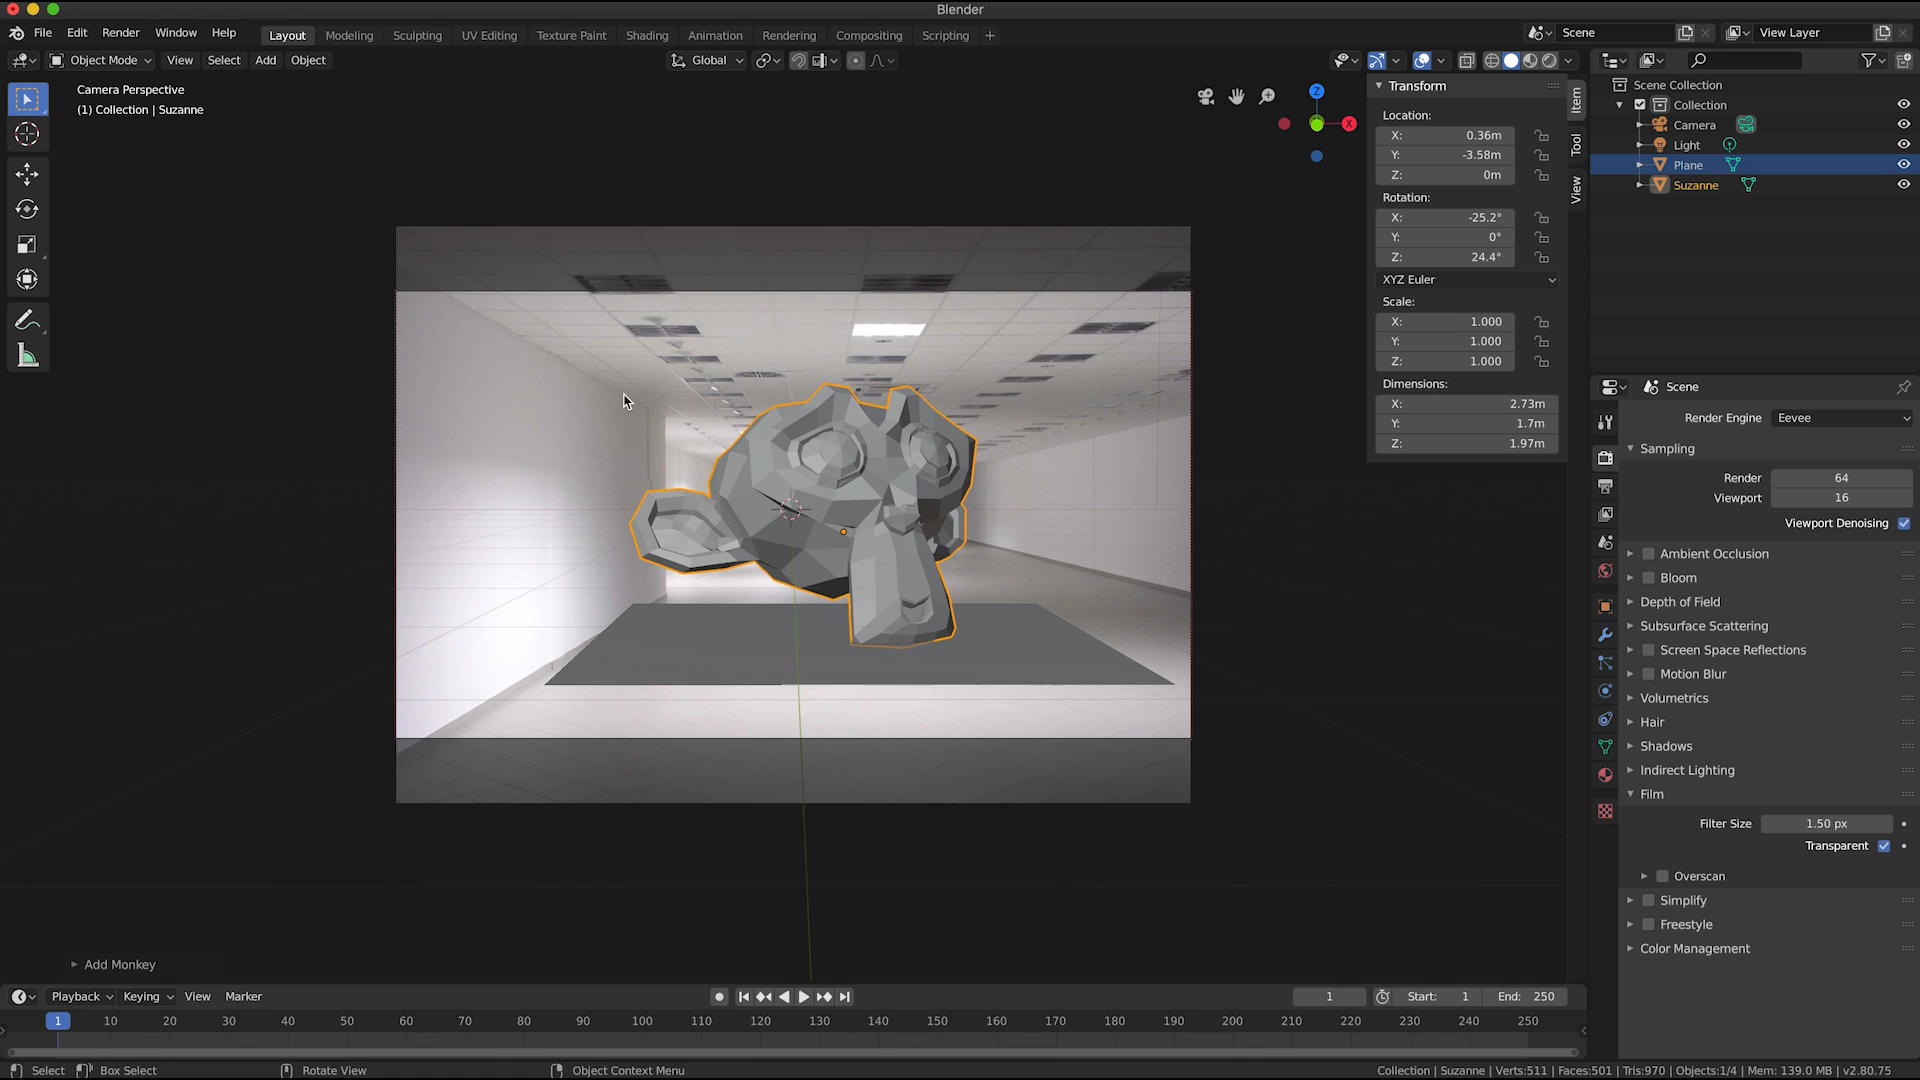 Blender
File Edit Render Window Help Layout Modeling Sculpting UV Editing Texture Paint Shading Animation Rendering Compositing Scripting + Scene View Layer
Object Mode View Select Add Object Global
Camera Perspective
(1) Collection | Suzanne
Z
X
Transform
Location:
X: 0.36m
Y: -3.58m
Z: 0m
Rotation:
X: -25.2°
Y: 0°
Z: 24.4°
XYZ Euler
Scale:
X: 1.000
Y: 1.000
Z: 1.000
Dimensions:
X: 2.73m
Y: 1.7m
Z: 1.97m
Item
Tool
View
Scene Collection
Collection
Camera
Light
Plane
Suzanne
Scene
Render Engine Eevee
Sampling
Render 64
Viewport 16
Viewport Denoising
Ambient Occlusion
Bloom
Depth of Field
Subsurface Scattering
Screen Space Reflections
Motion Blur
Volumetrics
Hair
Shadows
Indirect Lighting
Film
Filter Size 1.50 px
Transparent
Overscan
Simplify
Freestyle
Color Management
Add Monkey
Playback Keying View Marker 1 Start: 1 End: 250
1 10 20 30 40 50 60 70 80 90 100 110 120 130 140 150 160 170 180 190 200 210 220 230 240 250
Select Box Select Rotate View Object Context Menu Collection | Suzanne | Verts:511 | Faces:501 | Tris:970 | Objects:1/4 | Mem: 139.0 MB | v2.80.75